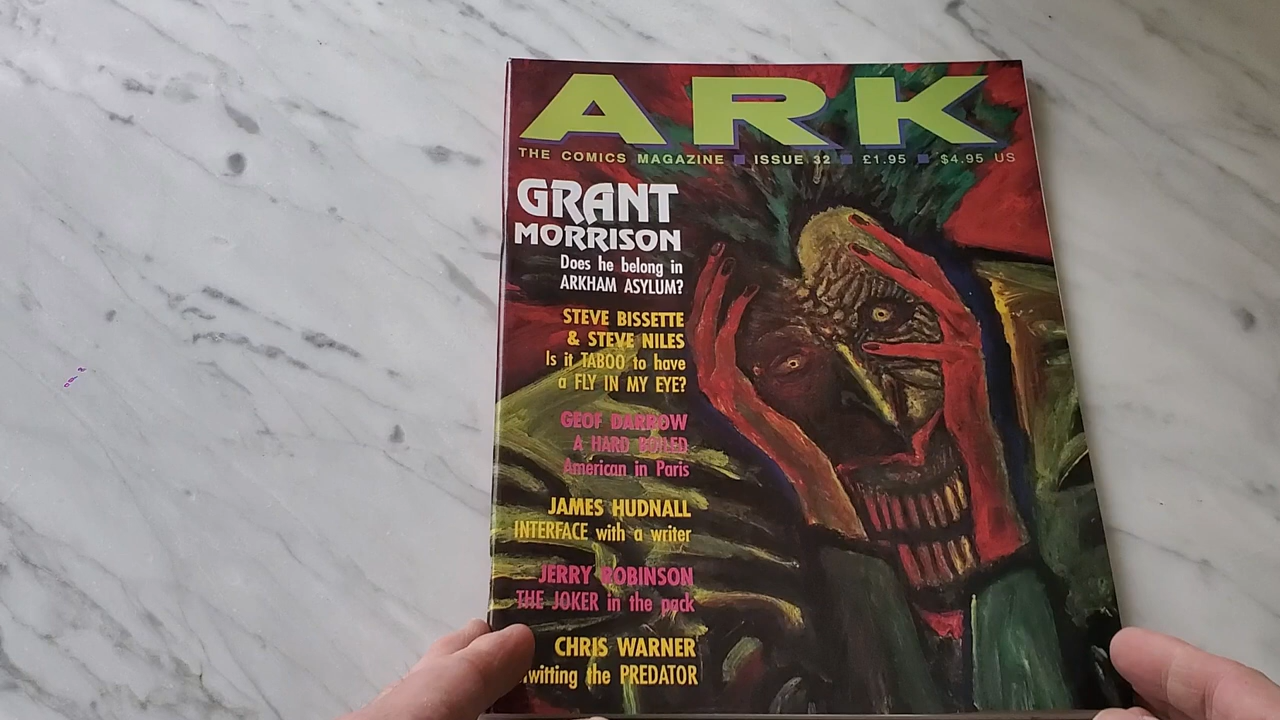 ARK
THE COMICS MAGAZINE ■ ISSUE 32 ■ £1.95 ■ $4.95 US
GRANT
MORRISON
Does he belong in
ARKHAM ASYLUM?
STEVE BISSETTE
& STEVE NILES
Is it TABOO to have
a FLY IN MY EYE?
GEOF DARROW
A HARD BOILED
American in Paris
JAMES HUDNALL
INTERFACE with a writer
JERRY ROBINSON
THE JOKER in the pack
CHRIS WARNER
the PREDATOR